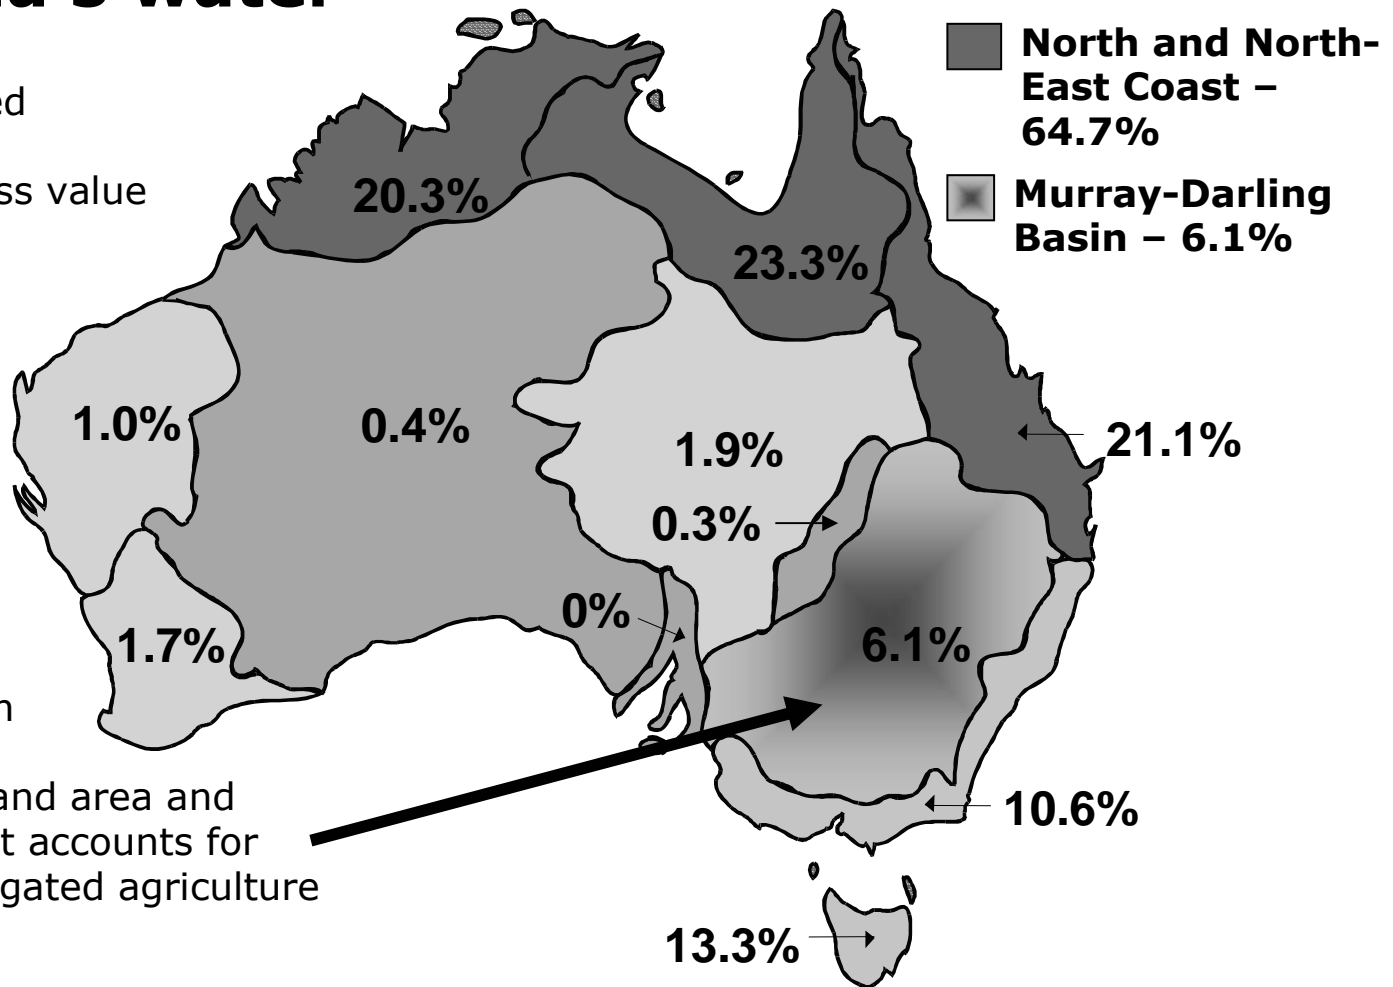 a's water
ed
ss value
n
and area and
t accounts for
gated agriculture
North and North-
East Coast –
64.7%
Murray-Darling
Basin – 6.1%
20.3%
23.3%
1.0%
0.4%
1.9%
21.1%
0.3%
0%
1.7%
6.1%
10.6%
13.3%